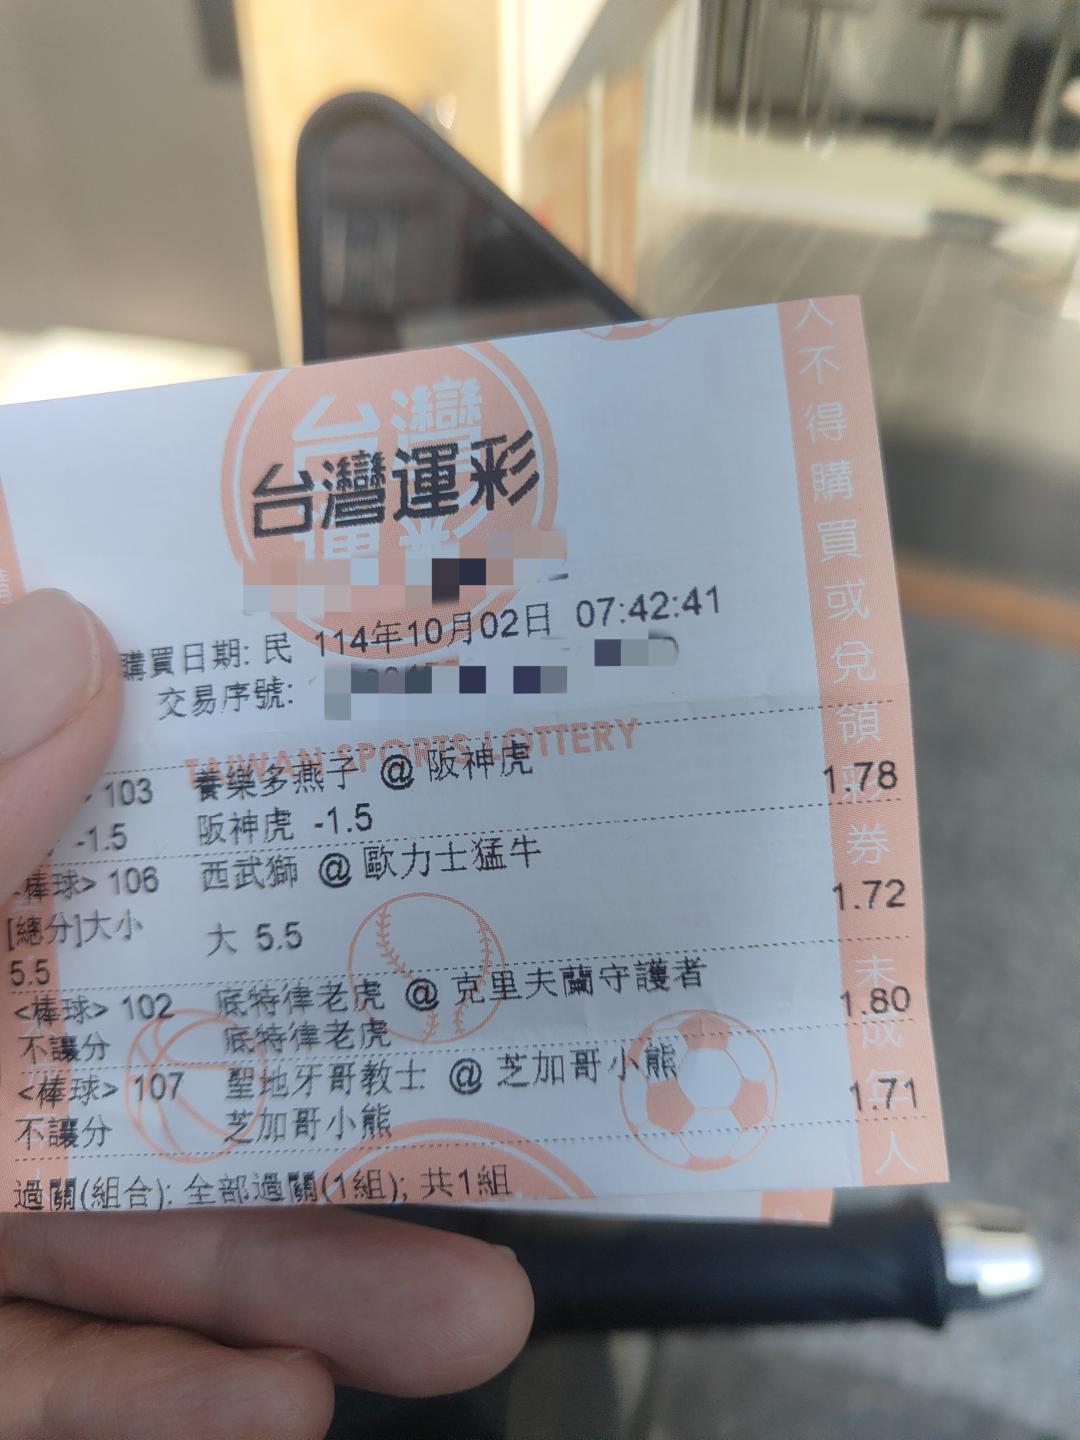 台灣
運彩
台灣運彩
購買日期: 民 114年10月02日 07:42:41
交易序號:
TAIWAN SPORTS LOTTERY
103 養樂多燕子 @ 阪神虎 1.78
-1.5 阪神虎 -1.5
<棒球> 106 西武獅 @ 歐力士猛牛 1.72
[總分]大小 大 5.5
5.5
<棒球> 102 底特律老虎 @ 克里夫蘭守護者 1.80
不讓分 底特律老虎
<棒球> 107 聖地牙哥教士 @ 芝加哥小熊 1.71
不讓分 芝加哥小熊
過關(組合): 全部過關(1組); 共1組
人不得購買或兌領彩券 未成年人